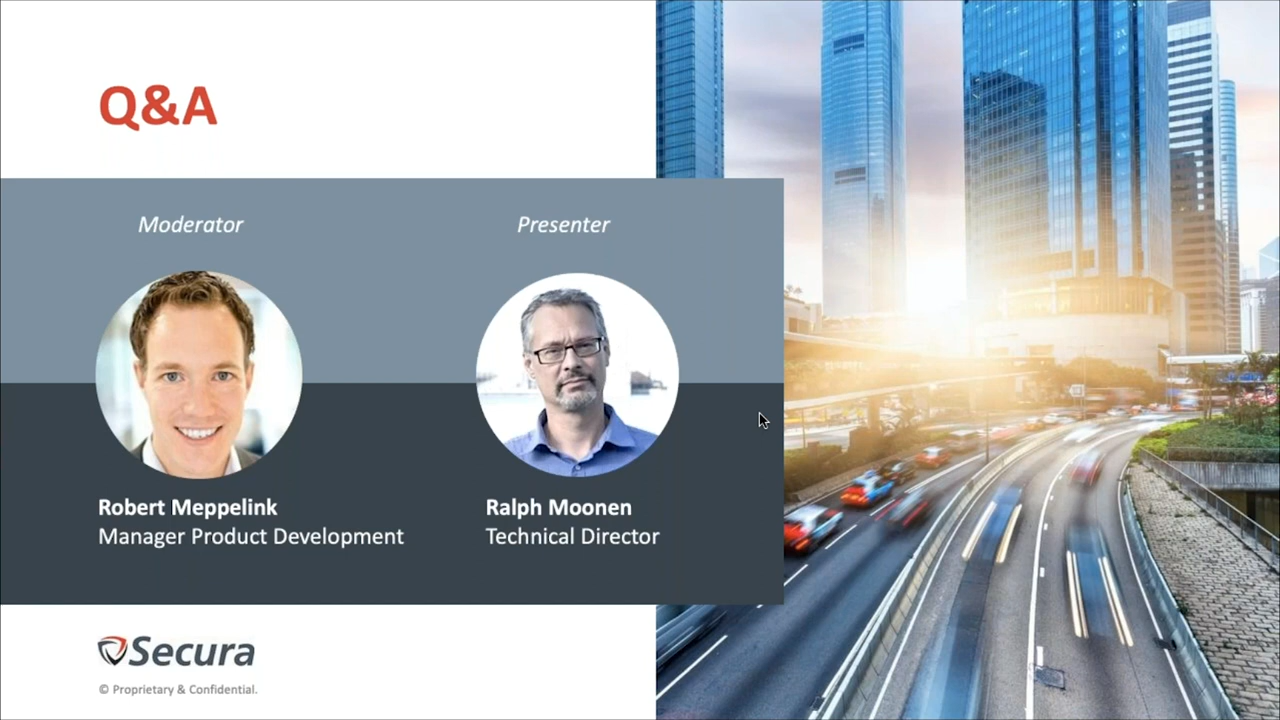 Q&A
Moderator
Presenter
Robert Meppelink
Manager Product Development
Ralph Moonen
Technical Director
Secura
© Proprietary & Confidential.